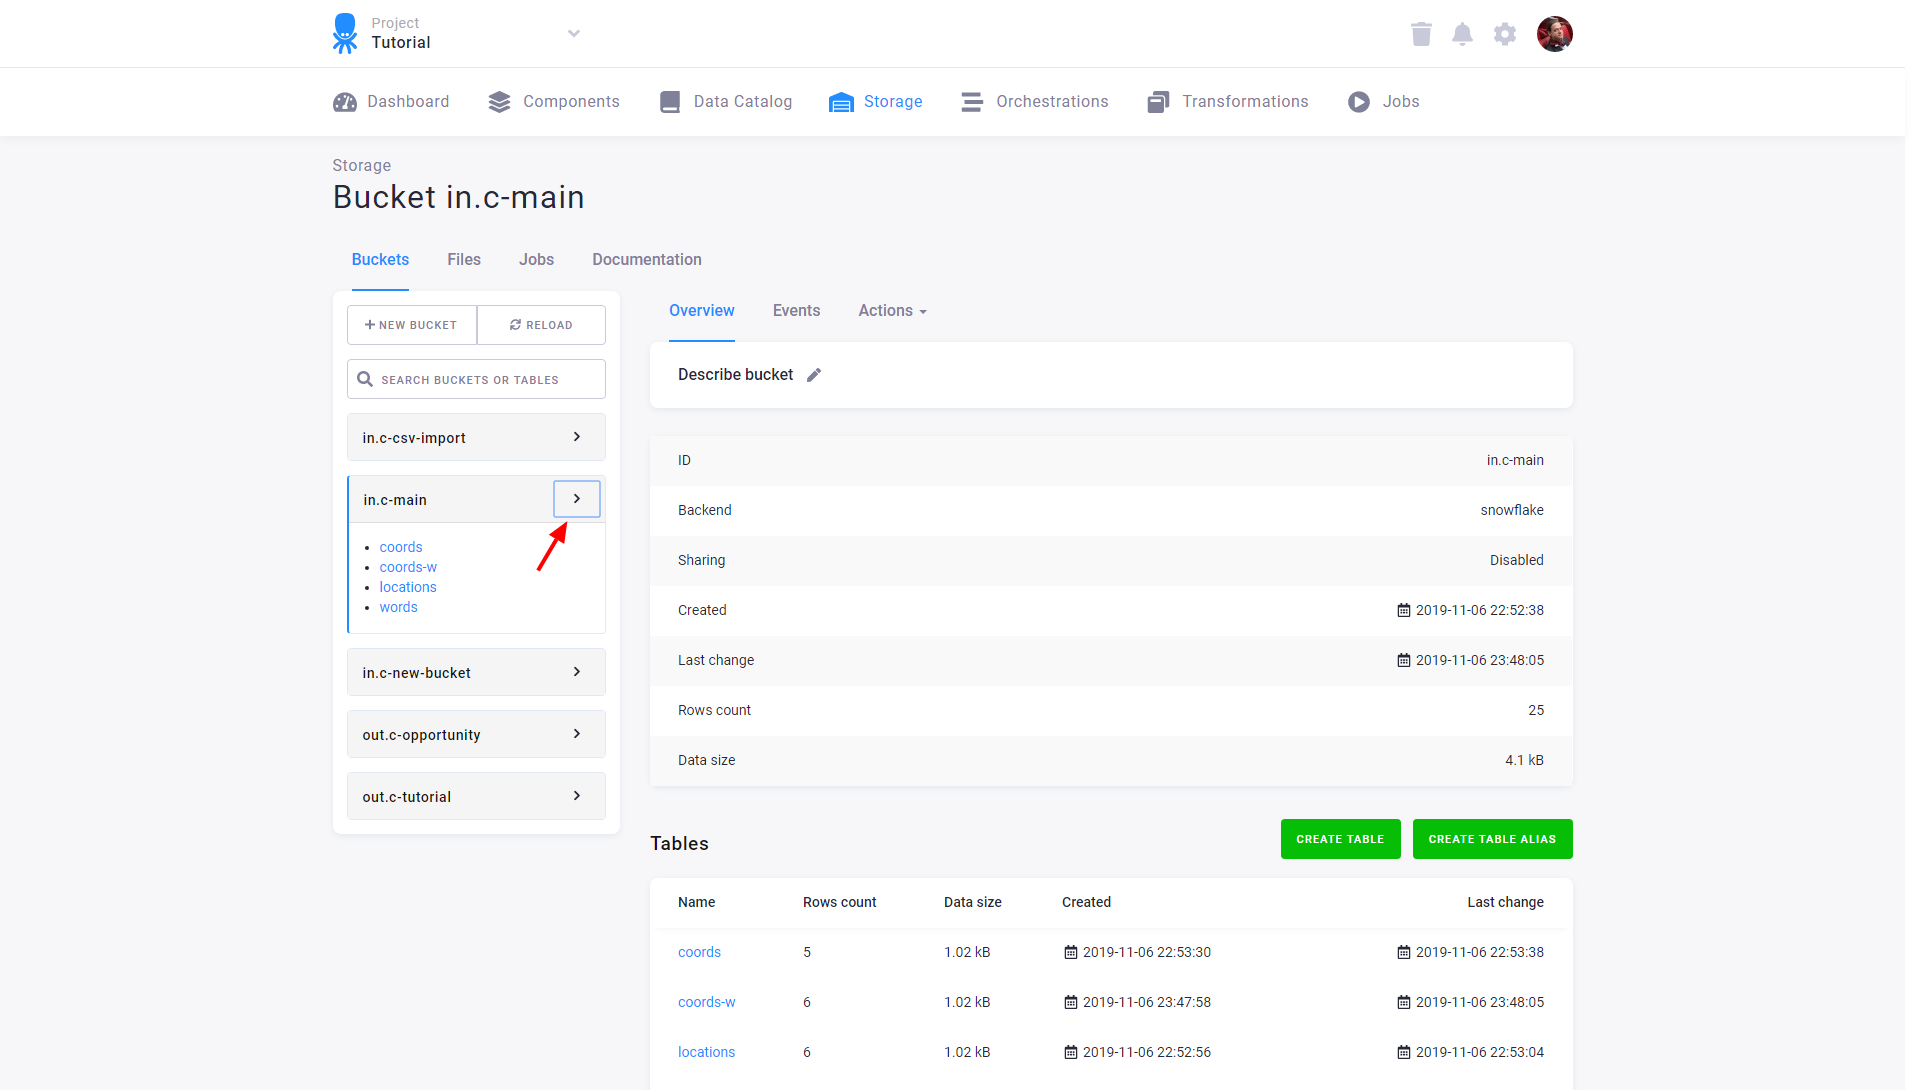 Project
Tutorial
Dashboard Components Data Catalog Storage Orchestrations Transformations Jobs
Storage
Bucket in.c-main
Buckets Files Jobs Documentation
NEW BUCKET RELOAD
SEARCH BUCKETS OR TABLES
in.c-csv-import
in.c-main
coords
coords-w
locations
words
in.c-new-bucket
out.c-opportunity
out.c-tutorial
Overview Events Actions
Describe bucket
ID in.c-main
Backend snowflake
Sharing Disabled
Created 2019-11-06 22:52:38
Last change 2019-11-06 23:48:05
Rows count 25
Data size 4.1 kB
Tables CREATE TABLE CREATE TABLE ALIAS
Name Rows count Data size Created Last change
coords 5 1.02 kB 2019-11-06 22:53:30 2019-11-06 22:53:38
coords-w 6 1.02 kB 2019-11-06 23:47:58 2019-11-06 23:48:05
locations 6 1.02 kB 2019-11-06 22:52:56 2019-11-06 22:53:04